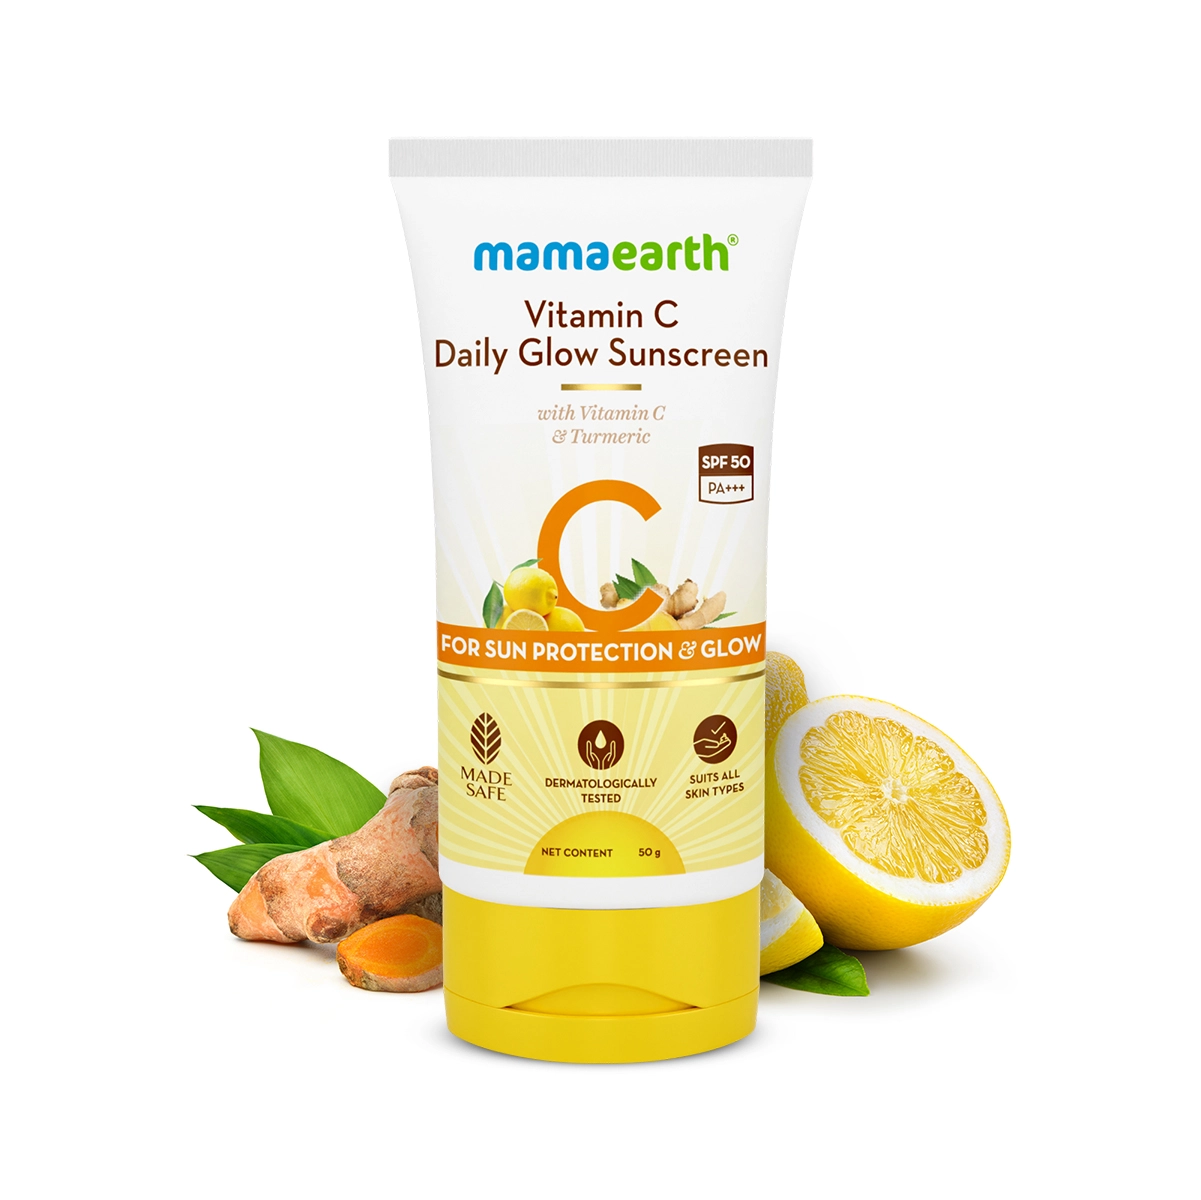 mamaearth®
Vitamin C
Daily Glow Sunscreen
with Vitamin C
& Turmeric
SPF 50
PA+++
C
FOR SUN PROTECTION & GLOW
MADE
SAFE
DERMATOLOGICALLY
TESTED
SUITS ALL
SKIN TYPES
NET CONTENT 50 g